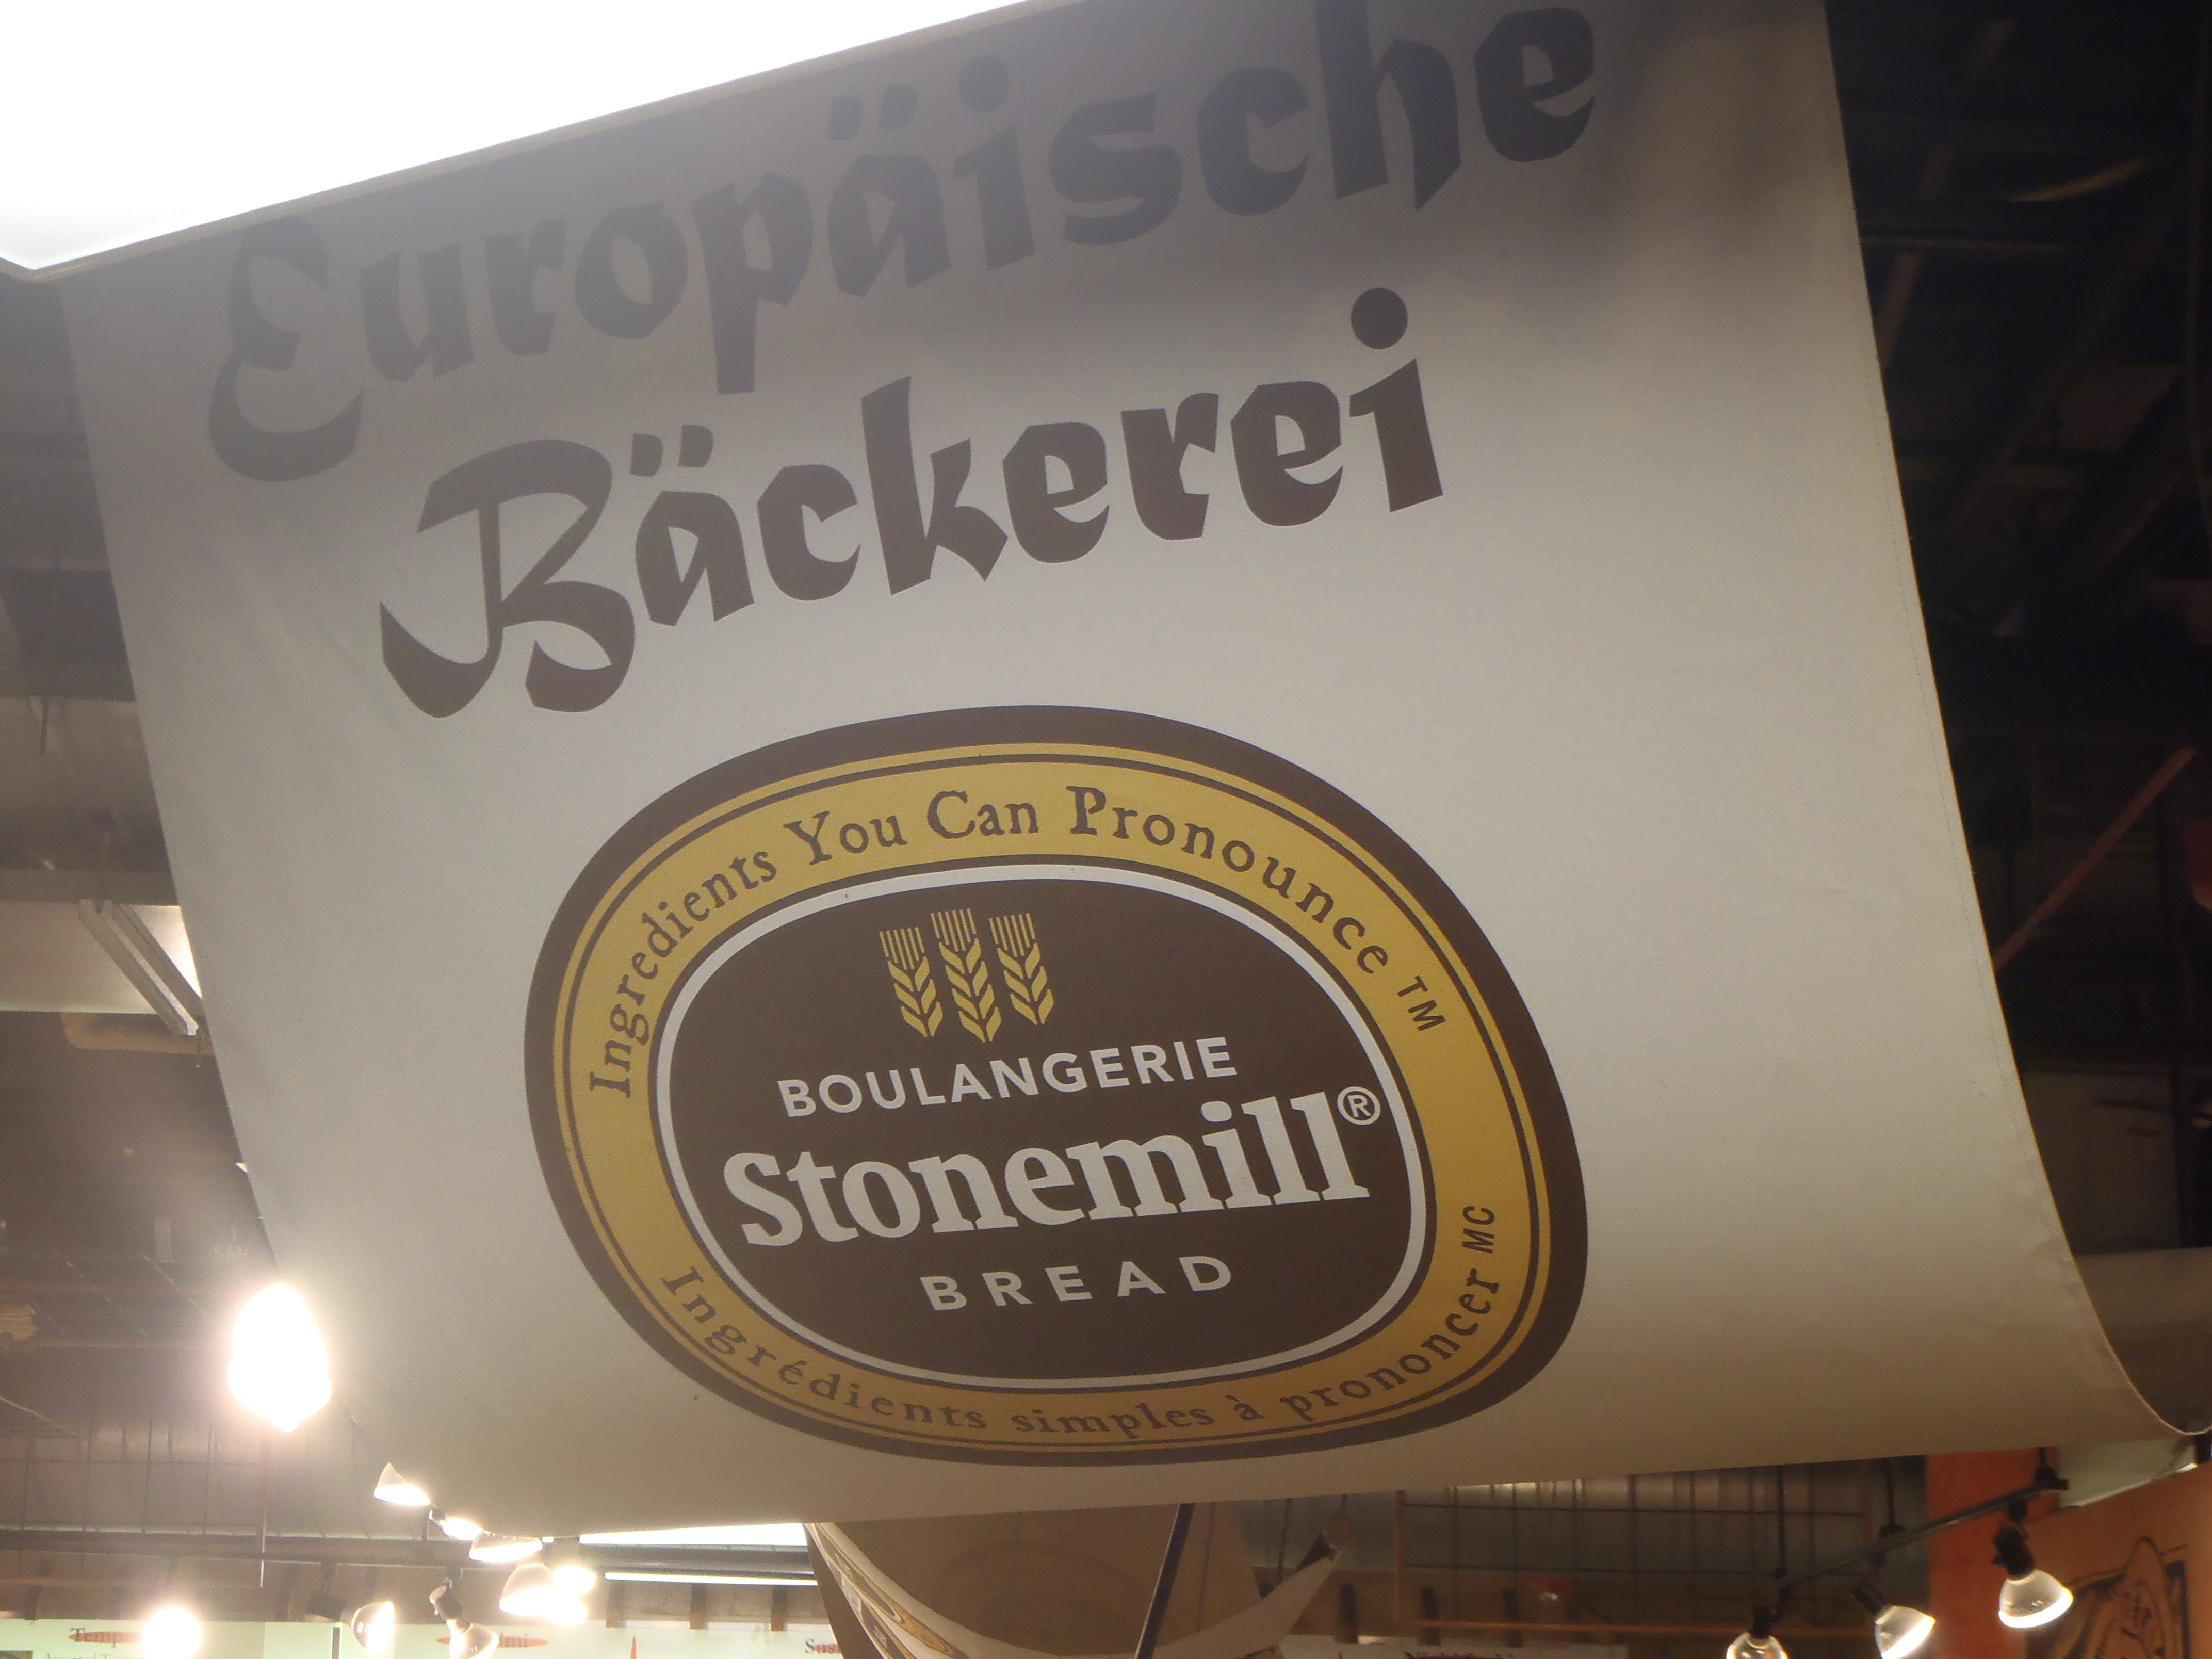 Europäische
Bäckerei
Ingredients You Can Pronounce ™
BOULANGERIE
Stonemill®
BREAD
Ingrédients simples à prononcer MC